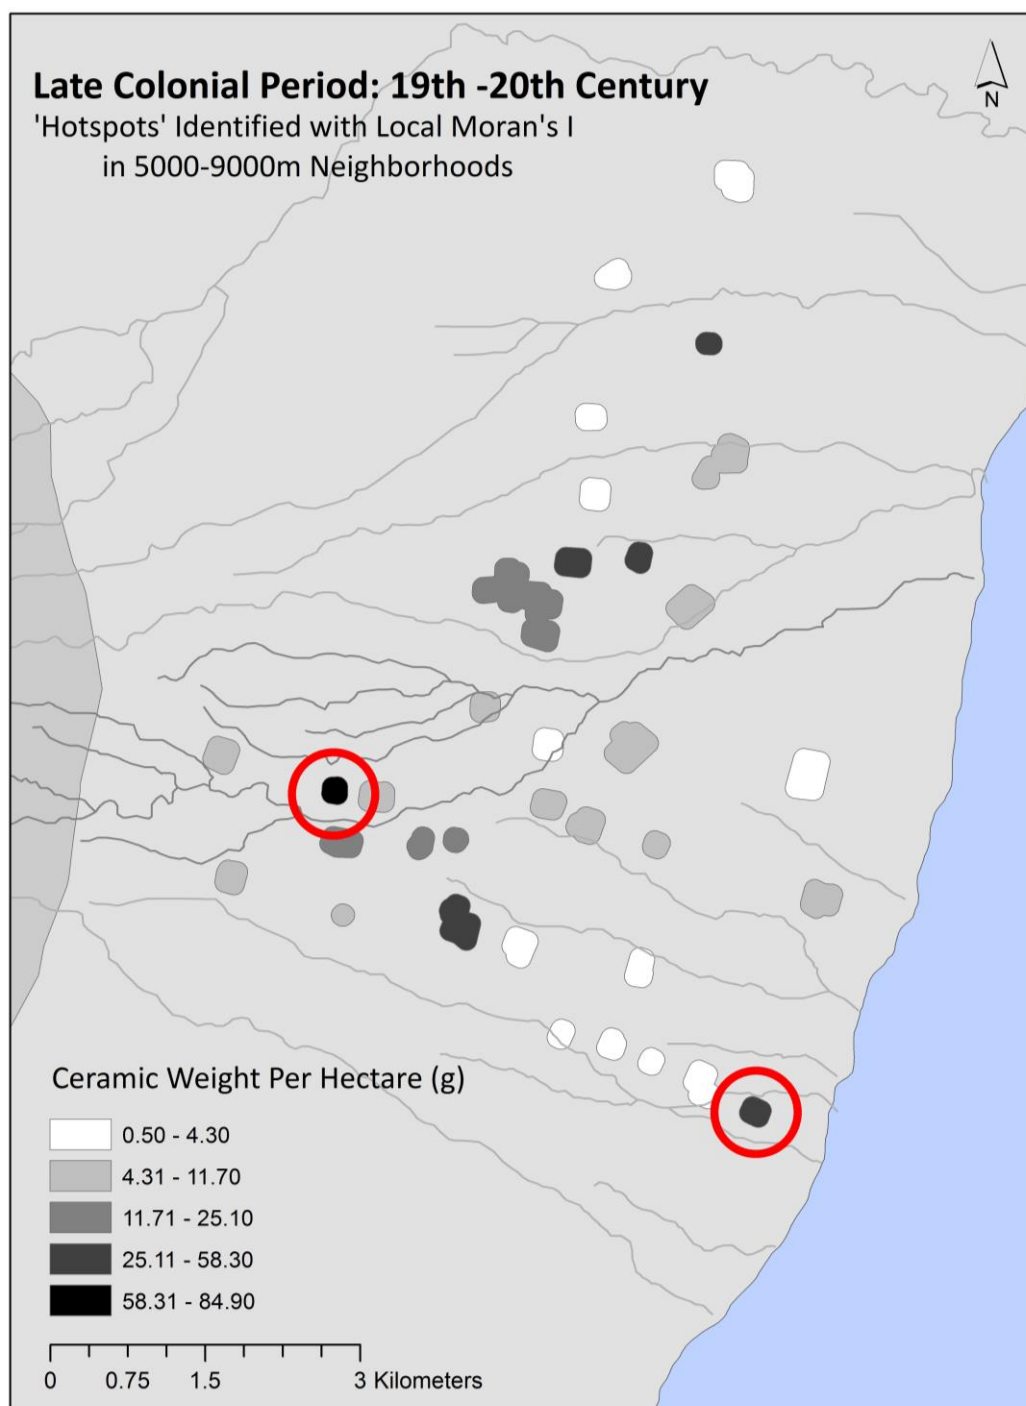 Late Colonial Period: 19th -20th Century
'Hotspots' Identified with Local Moran's I
in 5000-9000m Neighborhoods
N
Ceramic Weight Per Hectare (g)
0.50 - 4.30
4.31 - 11.70
11.71 - 25.10
25.11 - 58.30
58.31 - 84.90
0 0.75 1.5 3 Kilometers